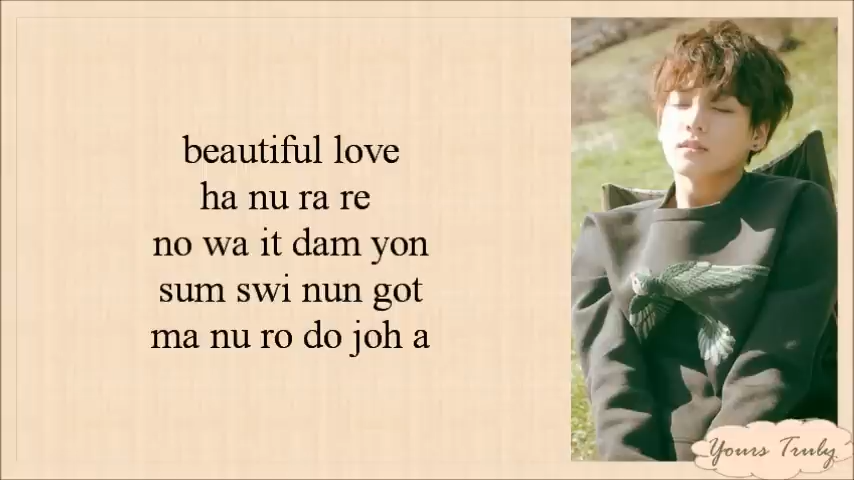 beautiful love
ha nu ra re
no wa it dam yon
sum swi nun got
ma nu ro do joh a
Yours Truly